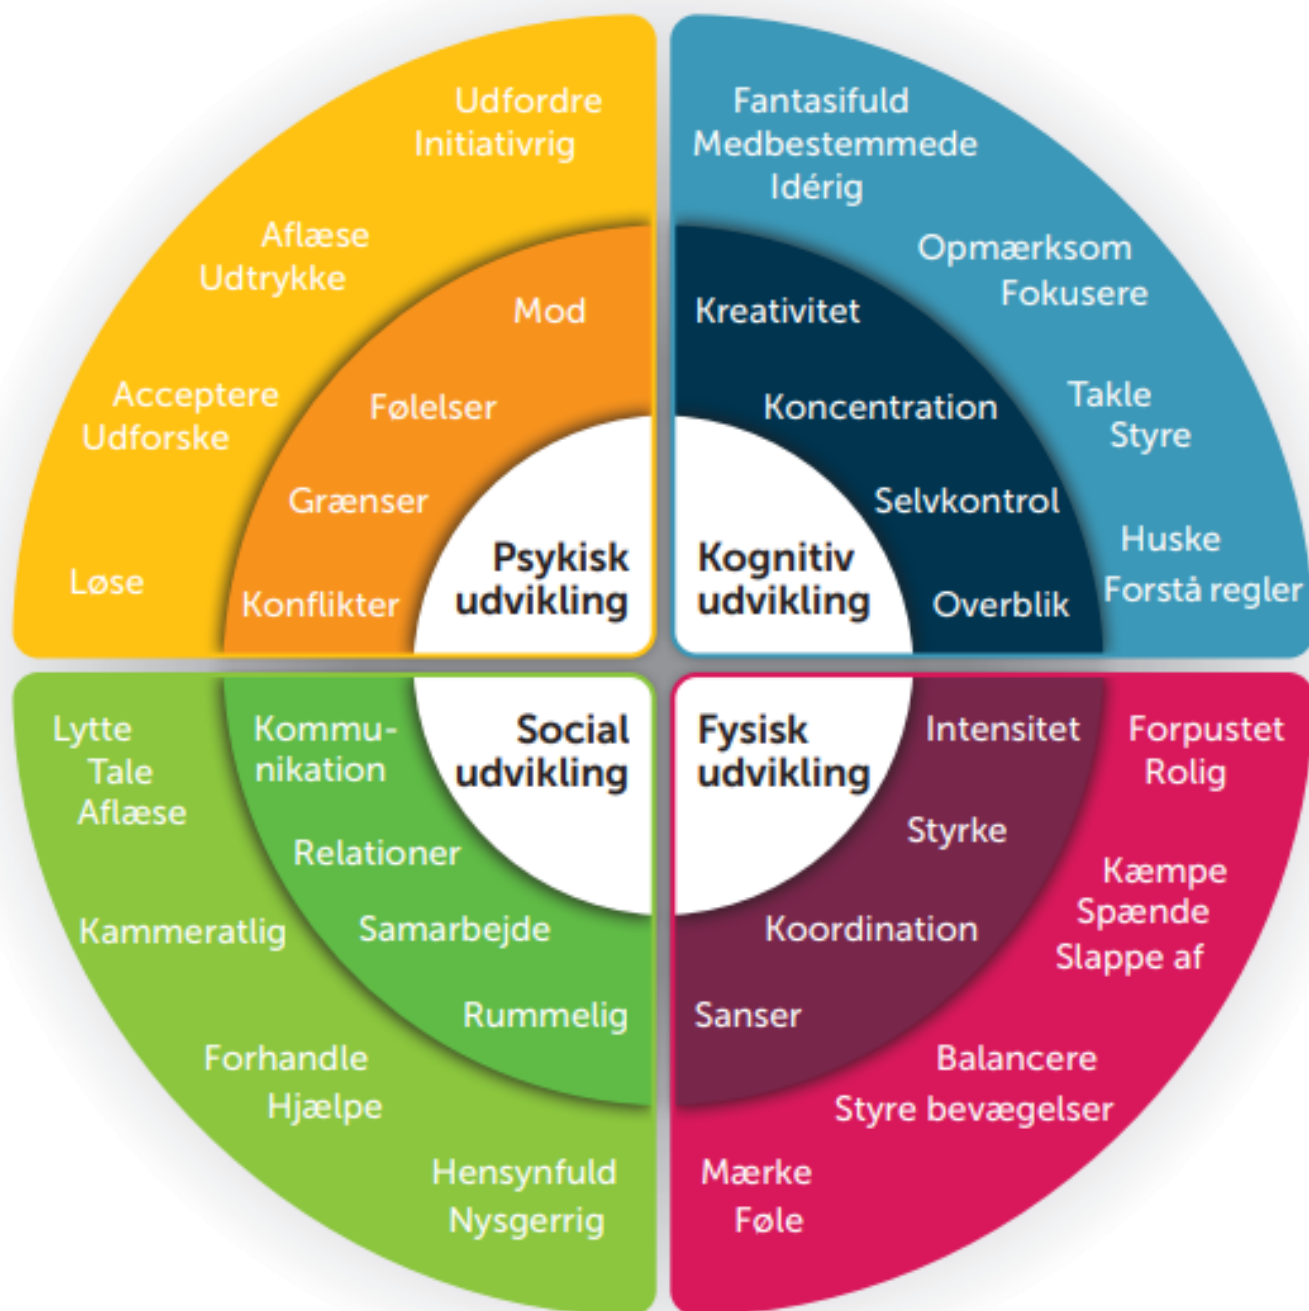 Udfordre
Initiativrig
Aflæse
Udtrykke
Acceptere
Udforske
Løse
Mod
Følelser
Grænser
Konflikter
Psykisk
udvikling
Fantasifuld
Medbestemmede
Idérig
Opmærksom
Fokusere
Takle
Styre
Huske
Forstå regler
Kreativitet
Koncentration
Selvkontrol
Overblik
Kognitiv
udvikling
Lytte
Tale
Aflæse
Kammeratlig
Forhandle
Hjælpe
Hensynfuld
Nysgerrig
Kommu-
nikation
Relationer
Samarbejde
Rummelig
Social
udvikling
Fysisk
udvikling
Intensitet
Styrke
Koordination
Sanser
Forpustet
Rolig
Kæmpe
Spænde
Slappe af
Balancere
Styre bevægelser
Mærke
Føle